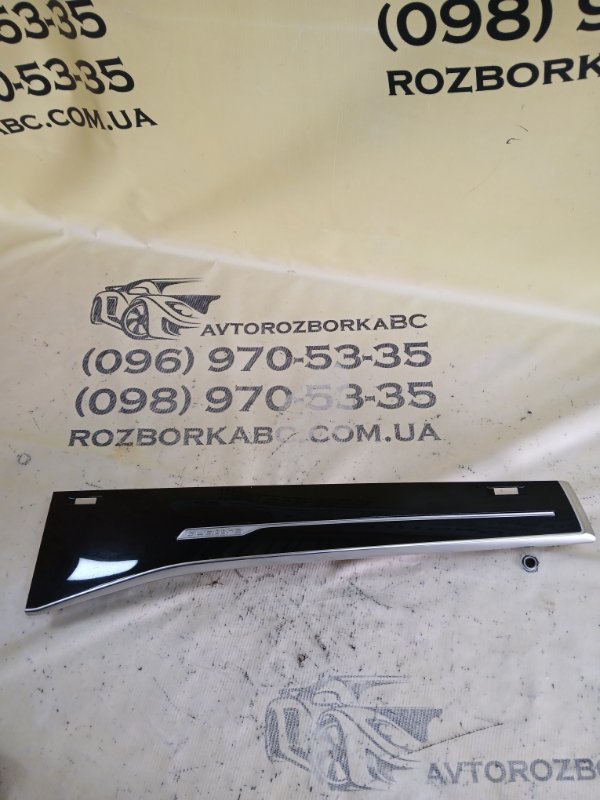 -53-35
(098) 9
0-53-35
ROZBORKA
ABC.COM.UA
AVTOROZBORKABC
(096) 970-53-35
(098) 970-53-35
ROZBORKABC.COM.UA
AVTOROZBORKABC